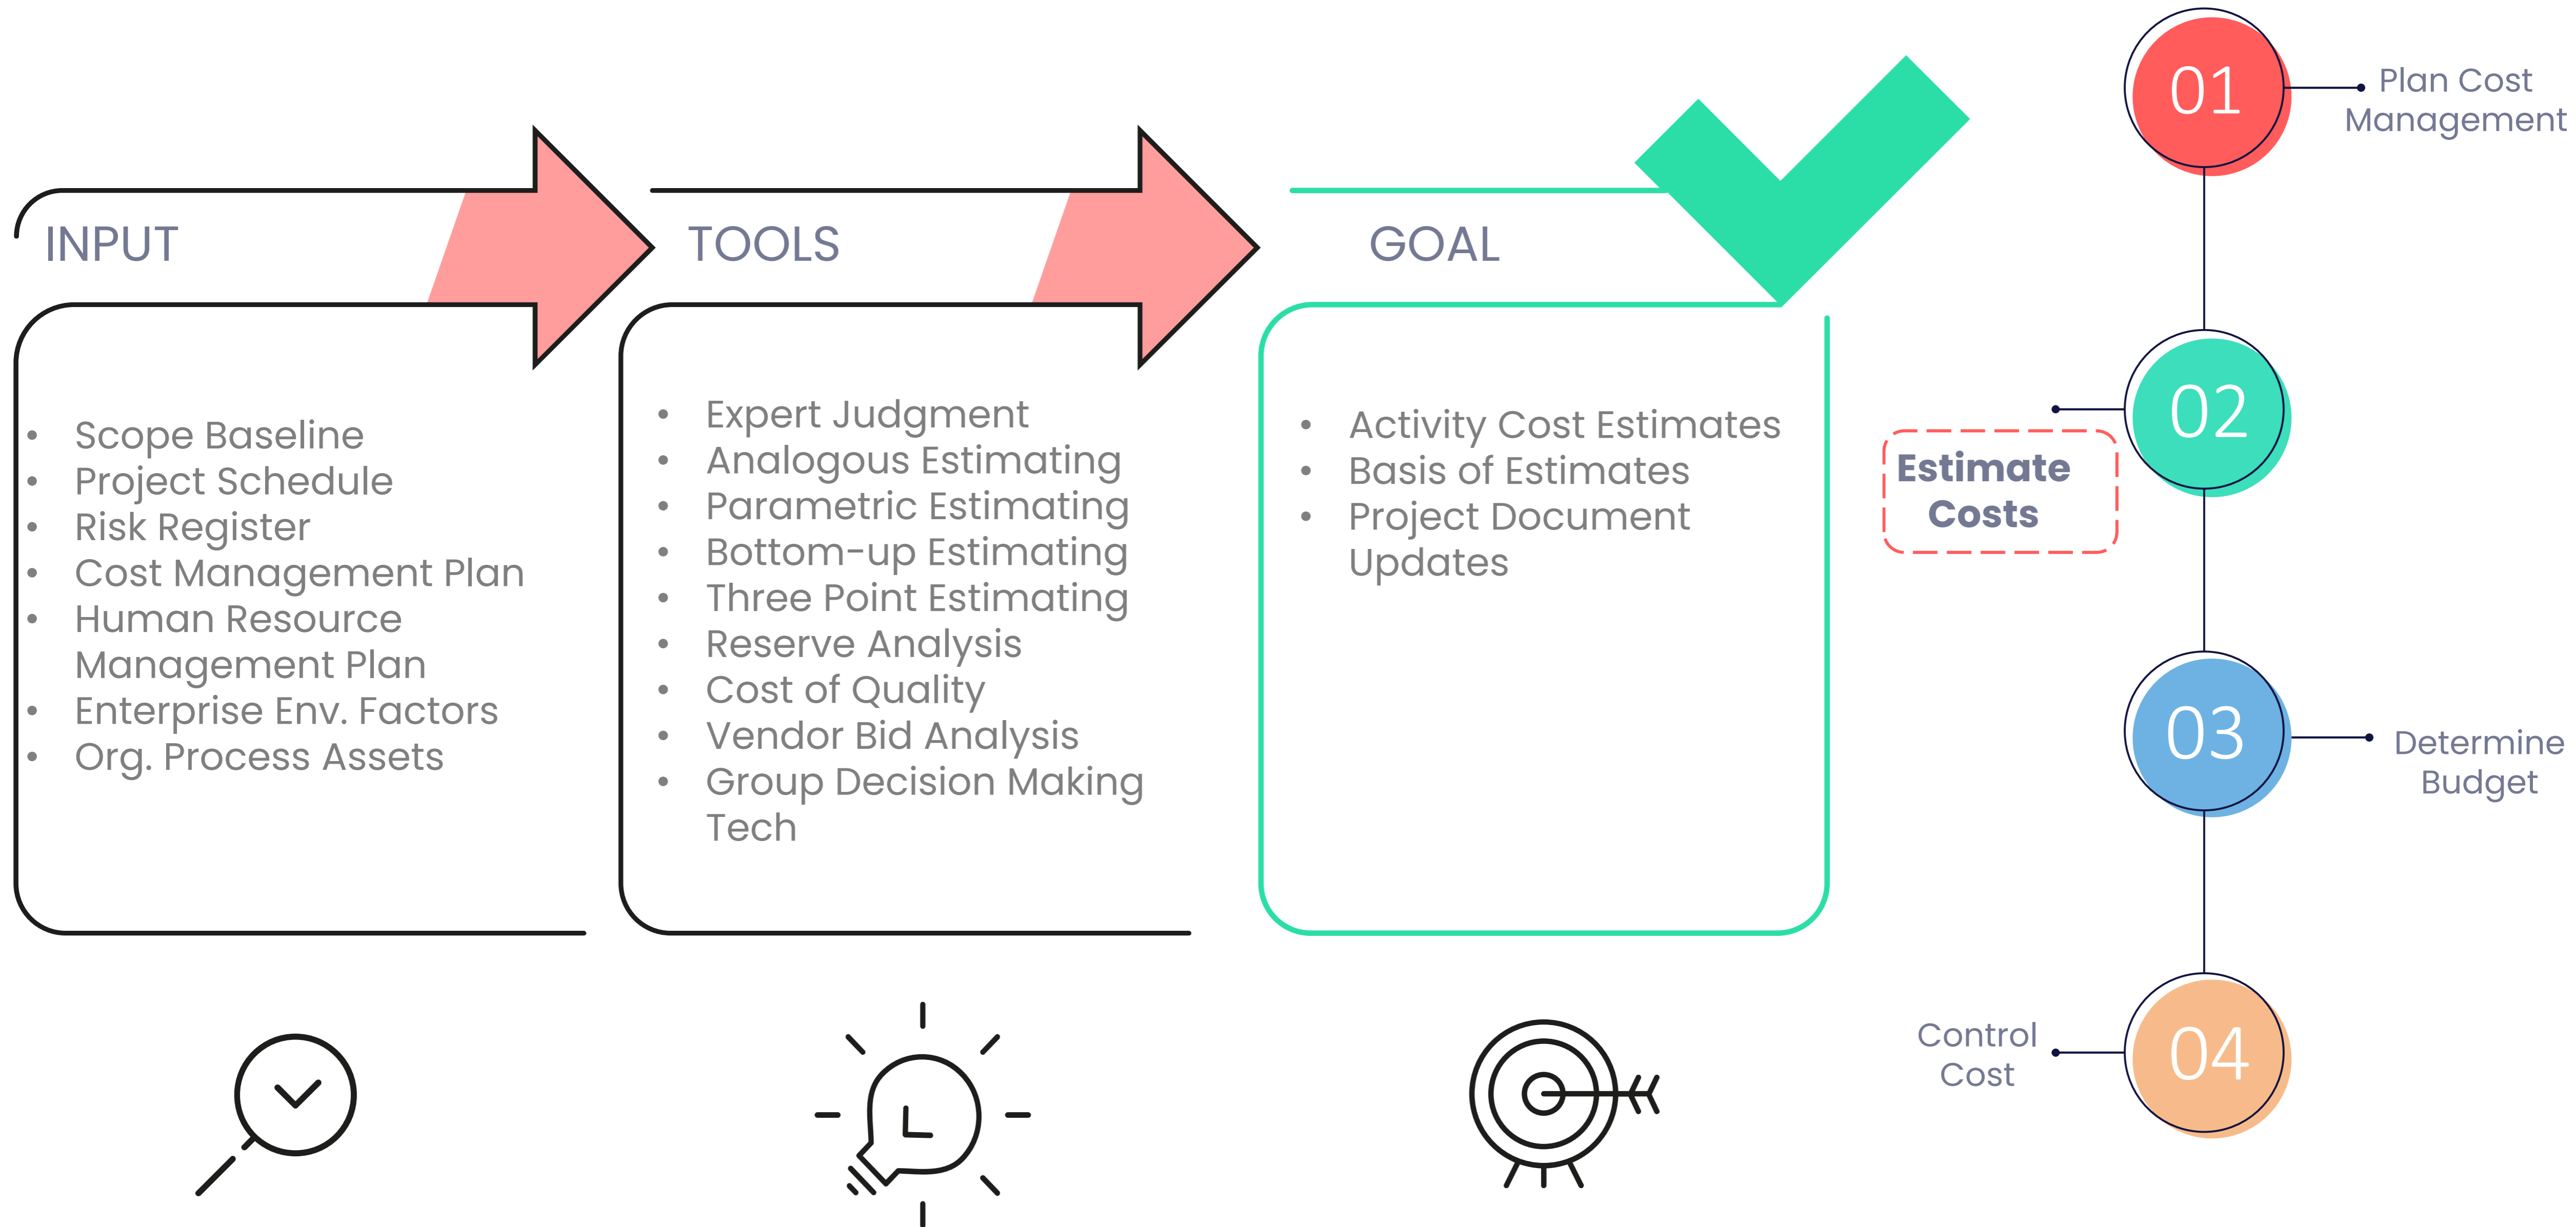 INPUT
• Scope Baseline
• Project Schedule
• Risk Register
• Cost Management Plan
• Human Resource
Management Plan
• Enterprise Env. Factors
• Org. Process Assets
TOOLS
• Expert Judgment
• Analogous Estimating
• Parametric Estimating
• Bottom-up Estimating
• Three Point Estimating
• Reserve Analysis
• Cost of Quality
• Vendor Bid Analysis
• Group Decision Making
Tech
GOAL
• Activity Cost Estimates
• Basis of Estimates
• Project Document
Updates
01
Plan Cost
Management
02
Estimate
Costs
03
Determine
Budget
04
Control
Cost